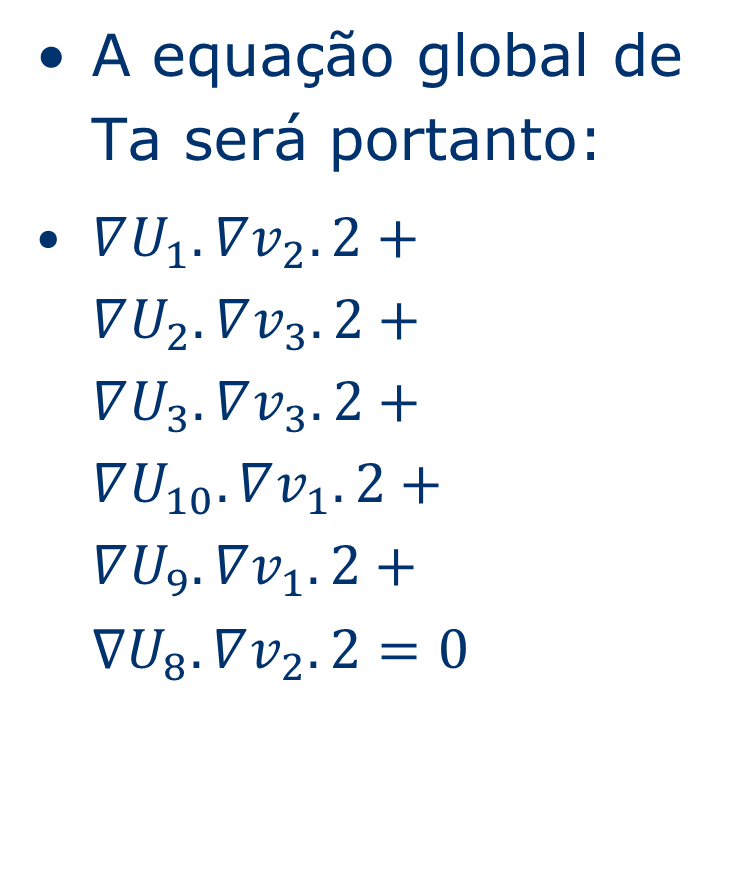 • A equação global de
Ta será portanto:
• ∇U₁.∇v₂.2 +
∇U₂.∇v₃.2 +
∇U₃.∇v₃.2 +
∇U₁₀.∇v₁.2 +
∇U₉.∇v₁.2 +
∇U₈.∇v₂.2 = 0